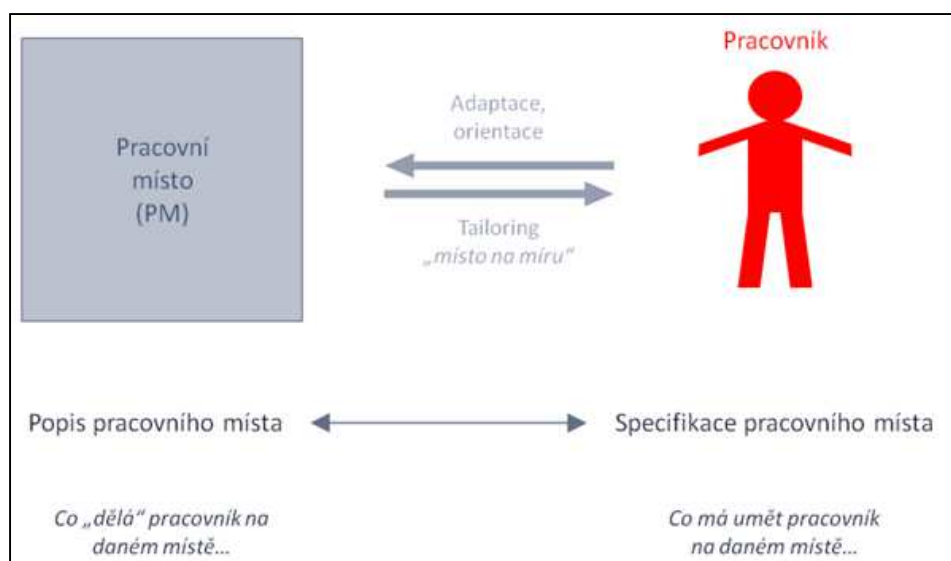 Pracovník
Adaptace,
orientace
Pracovní
místo
(PM)
Tailoring
„místo na míru“
Popis pracovního místa
Specifikace pracovního místa
Co „dělá“ pracovník na
daném místě...
Co má umět pracovník
na daném místě...